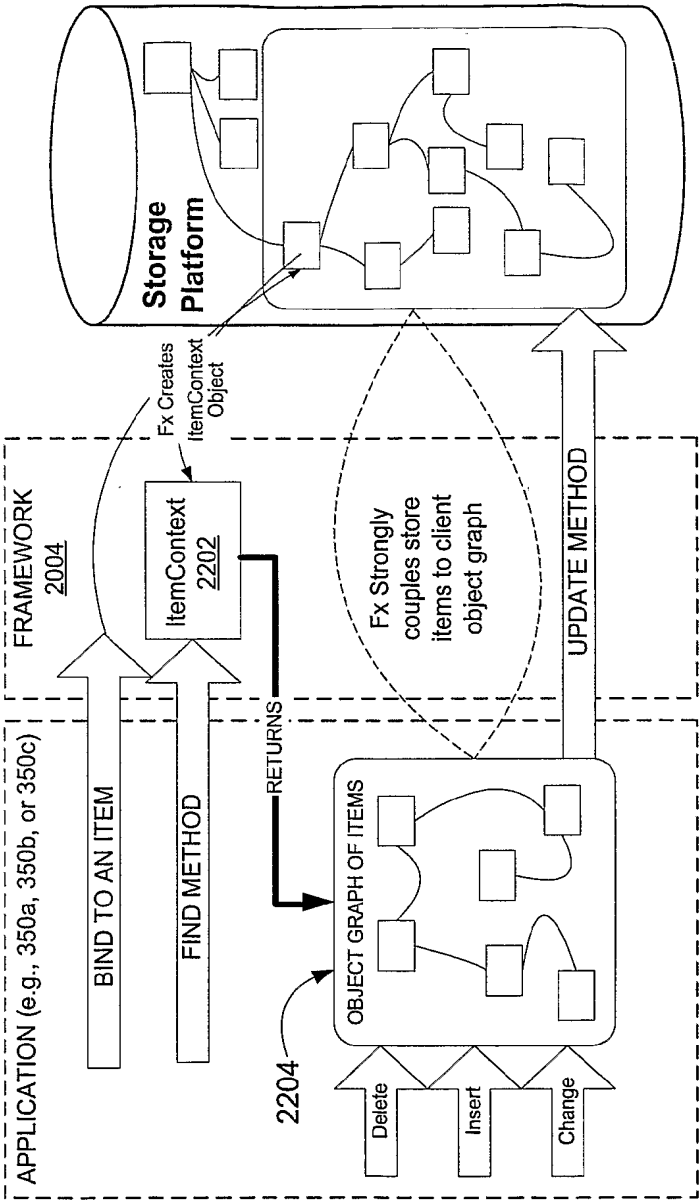 APPLICATION (e.g., 350a, 350b, or 350c)
BIND TO AN ITEM
FIND METHOD
RETURNS
2204
OBJECT GRAPH OF ITEMS
Delete
Insert
Change
FRAMEWORK
2004
ItemContext
2202
Fx Creates
ItemContext
Object
Fx Strongly
couples store
items to client
object graph
UPDATE METHOD
Storage
Platform